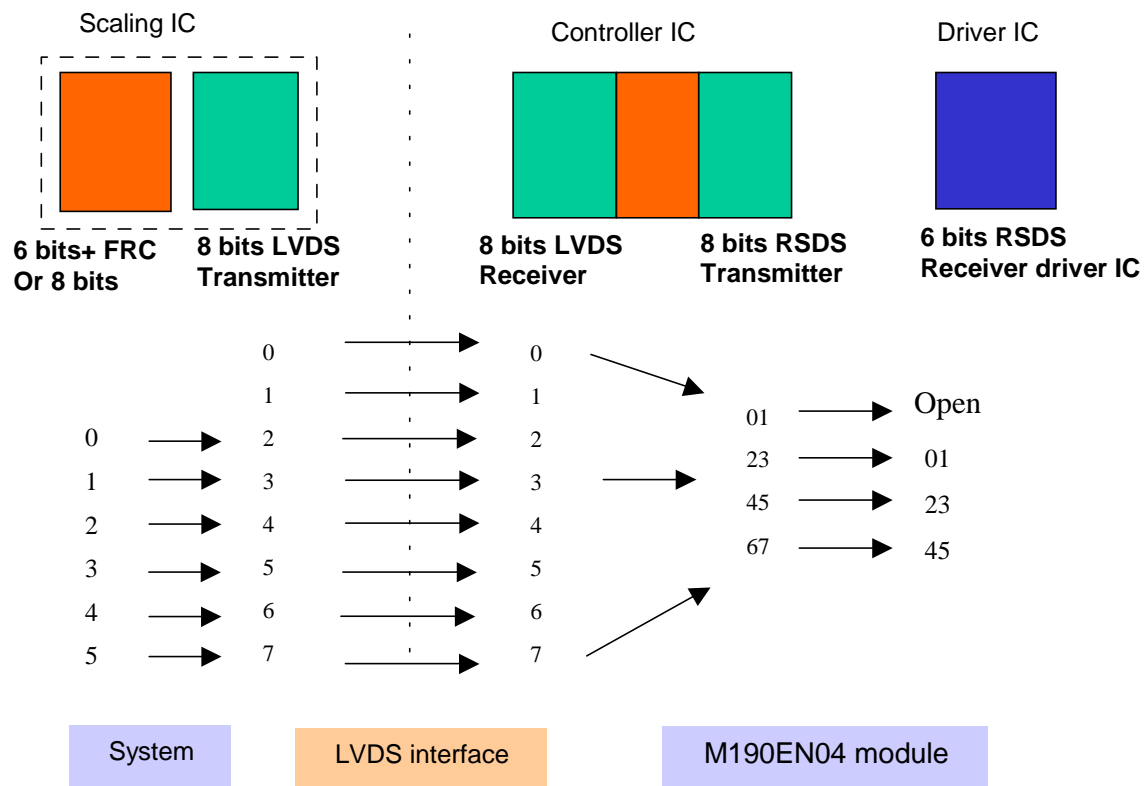 Scaling IC
Controller IC
Driver IC
6 bits+ FRC
Or 8 bits
8 bits LVDS
Transmitter
8 bits LVDS
Receiver
8 bits RSDS
Transmitter
6 bits RSDS
Receiver driver IC
0
1
2
3
4
5
0
1
2
3
4
5
6
7
0
1
2
3
4
5
6
7
01
23
45
67
Open
01
23
45
System
LVDS interface
M190EN04 module